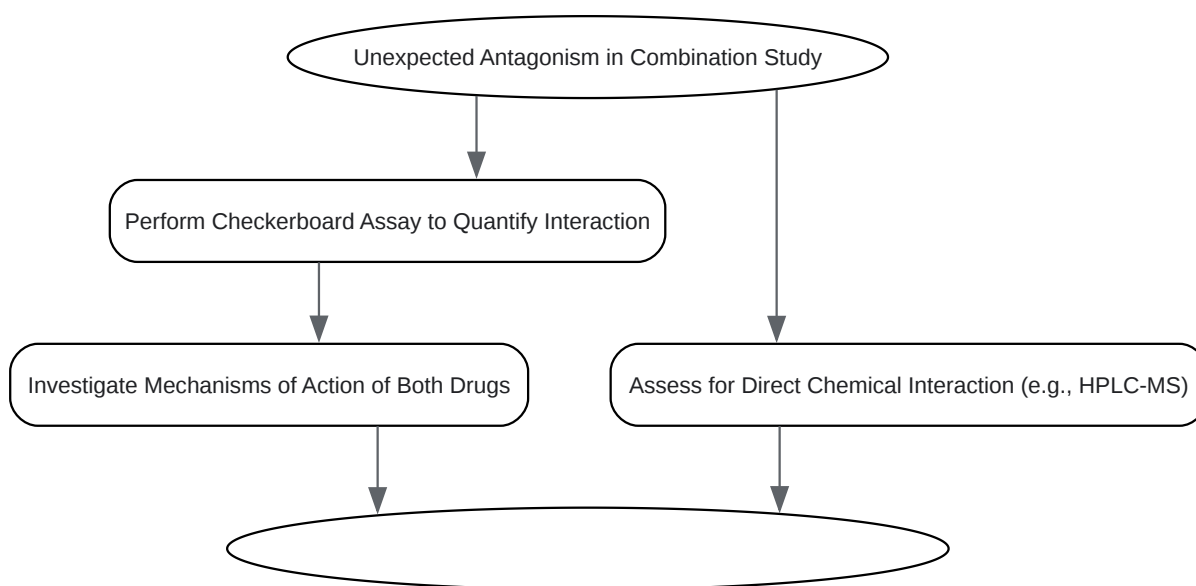 Unexpected Antagonism in Combination Study
Perform Checkerboard Assay to Quantify Interaction
Investigate Mechanisms of Action of Both Drugs
Assess for Direct Chemical Interaction (e.g., HPLC-MS)